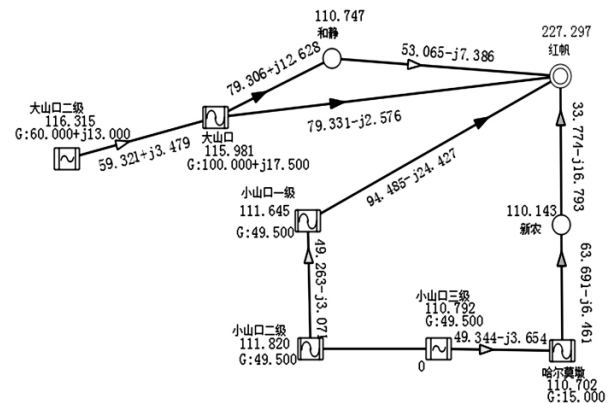 110.747
和静
227.297
红帆
79.306+j12.628
53.065-j7.386
大山口二级
116.315
G:60.000+j13.000
59.321+j3.479
大山口
115.981
G:100.000+j17.500
79.331-j2.576
94.485-j24.427
33.774-j16.793
小山口一级
111.645
G:49.500
110.143
新农
49.263-j3.071
63.691-j6.461
小山口二级
111.820
G:49.500
小山口三级
110.792
G:49.500
0
49.344-j3.654
哈尔莫墩
110.702
G:15.000